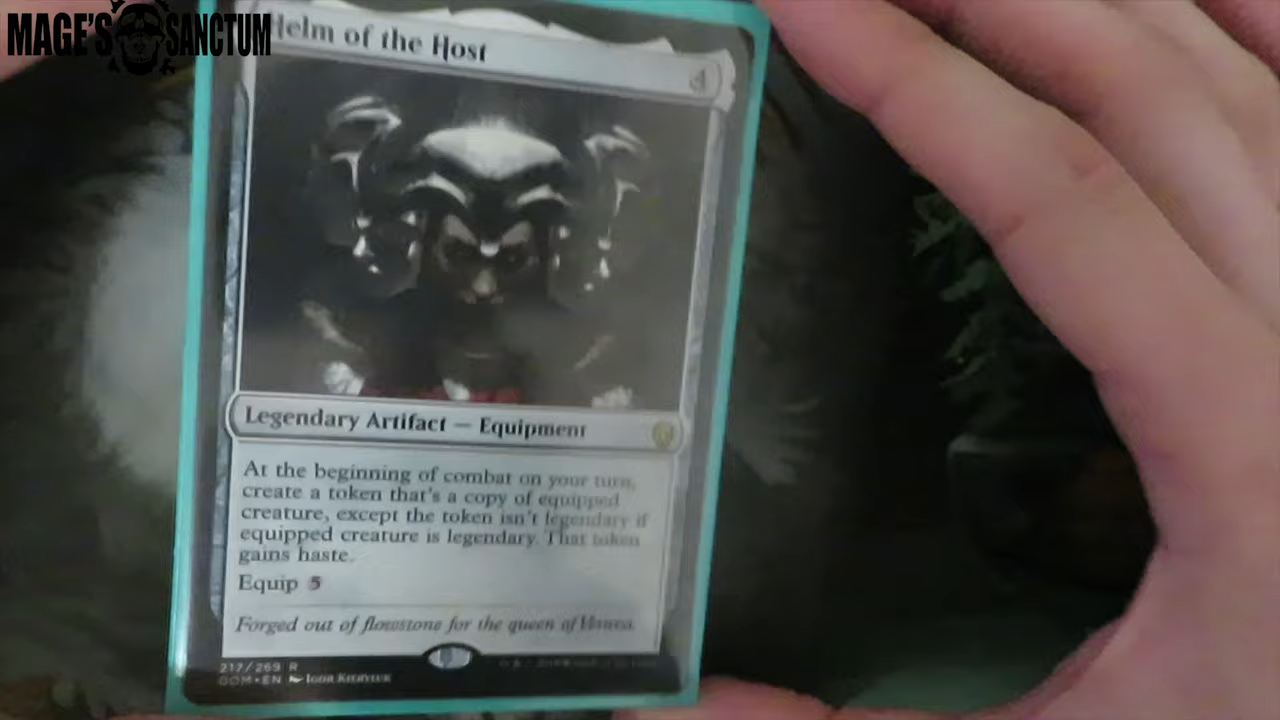 MAGE'S SANCTUM
Helm of the Host
4
Legendary Artifact — Equipment
At the beginning of combat on your turn,
create a token that's a copy of equipped
creature, except the token isn't legendary if
equipped creature is legendary. That token
gains haste.
Equip 5
Forged out of flowstone for the queen of Vesuva.
217/269 R
DOM • EN Igor Kieryluk